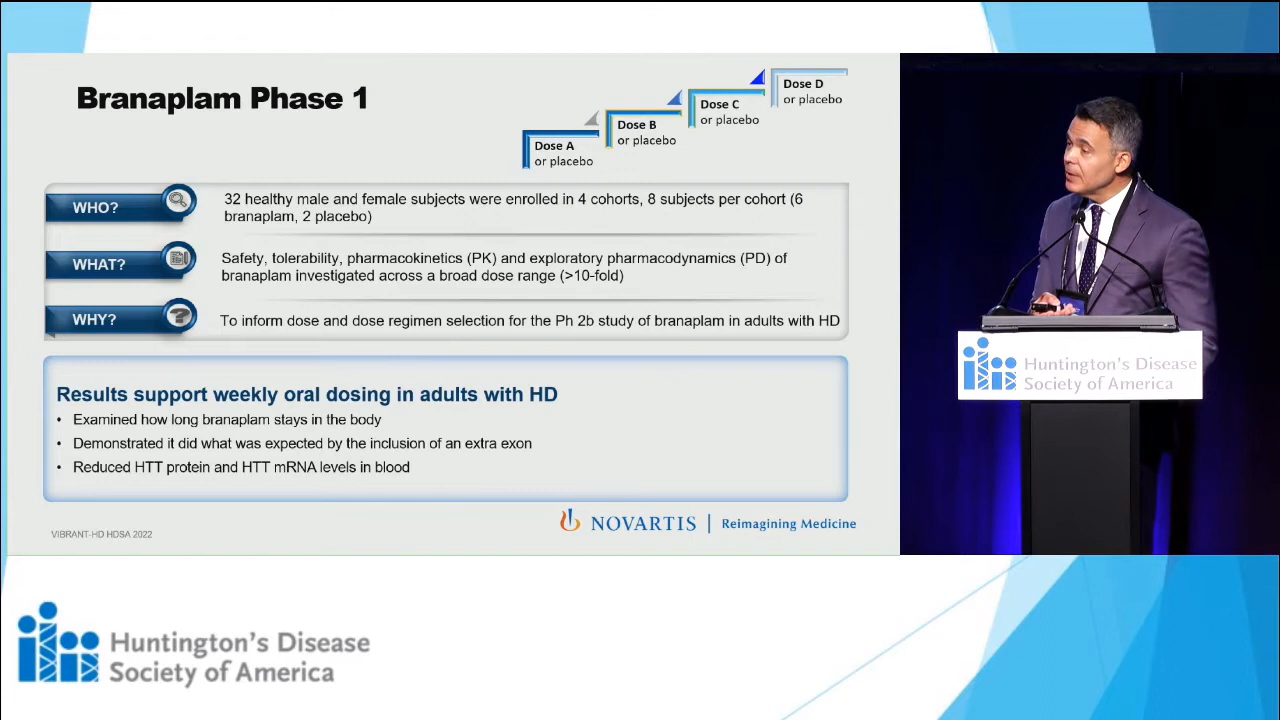 Branaplam Phase 1
Dose A
or placebo
Dose B
or placebo
Dose C
or placebo
Dose D
or placebo
WHO?
32 healthy male and female subjects were enrolled in 4 cohorts, 8 subjects per cohort (6
branaplam, 2 placebo)
WHAT?
Safety, tolerability, pharmacokinetics (PK) and exploratory pharmacodynamics (PD) of
branaplam investigated across a broad dose range (>10-fold)
WHY?
To inform dose and dose regimen selection for the Ph 2b study of branaplam in adults with HD
Results support weekly oral dosing in adults with HD
• Examined how long branaplam stays in the body
• Demonstrated it did what was expected by the inclusion of an extra exon
• Reduced HTT protein and HTT mRNA levels in blood
VIBRANT-HD HDSA 2022
NOVARTIS | Reimagining Medicine
Huntington's Disease
Society of America
Huntington's Disease
Society of America